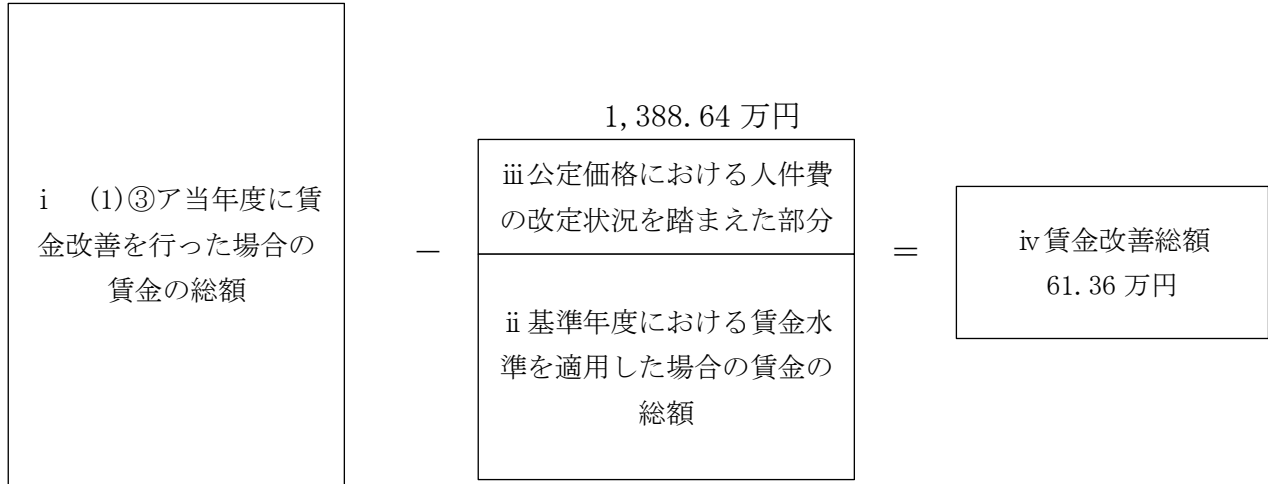 ⅰ (1)③ア当年度に賃
金改善を行った場合の
賃金の総額
－
1,388.64 万円
ⅲ公定価格における人件費
の改定状況を踏まえた部分
ⅱ基準年度における賃金水
準を適用した場合の賃金の
総額
＝
ⅳ賃金改善総額
61.36 万円